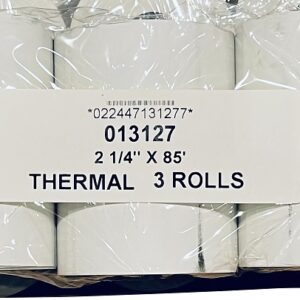 *022447131277*
013127
2 1/4" X 85'
THERMAL 3 ROLLS